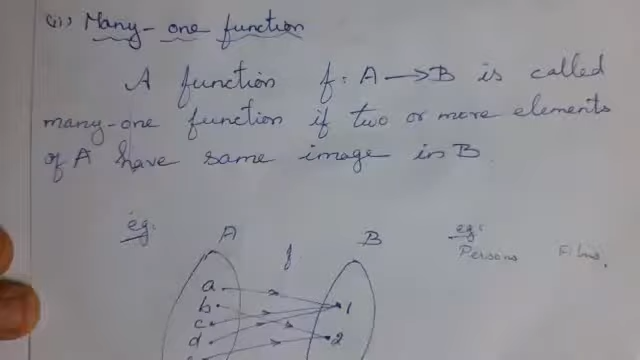 (ii) Many-one function
A function f: A→B is called
many-one function if two or more elements
of A have same image in B.
eg:
A f B
a
b
c
d
1
2
eg:
Persons